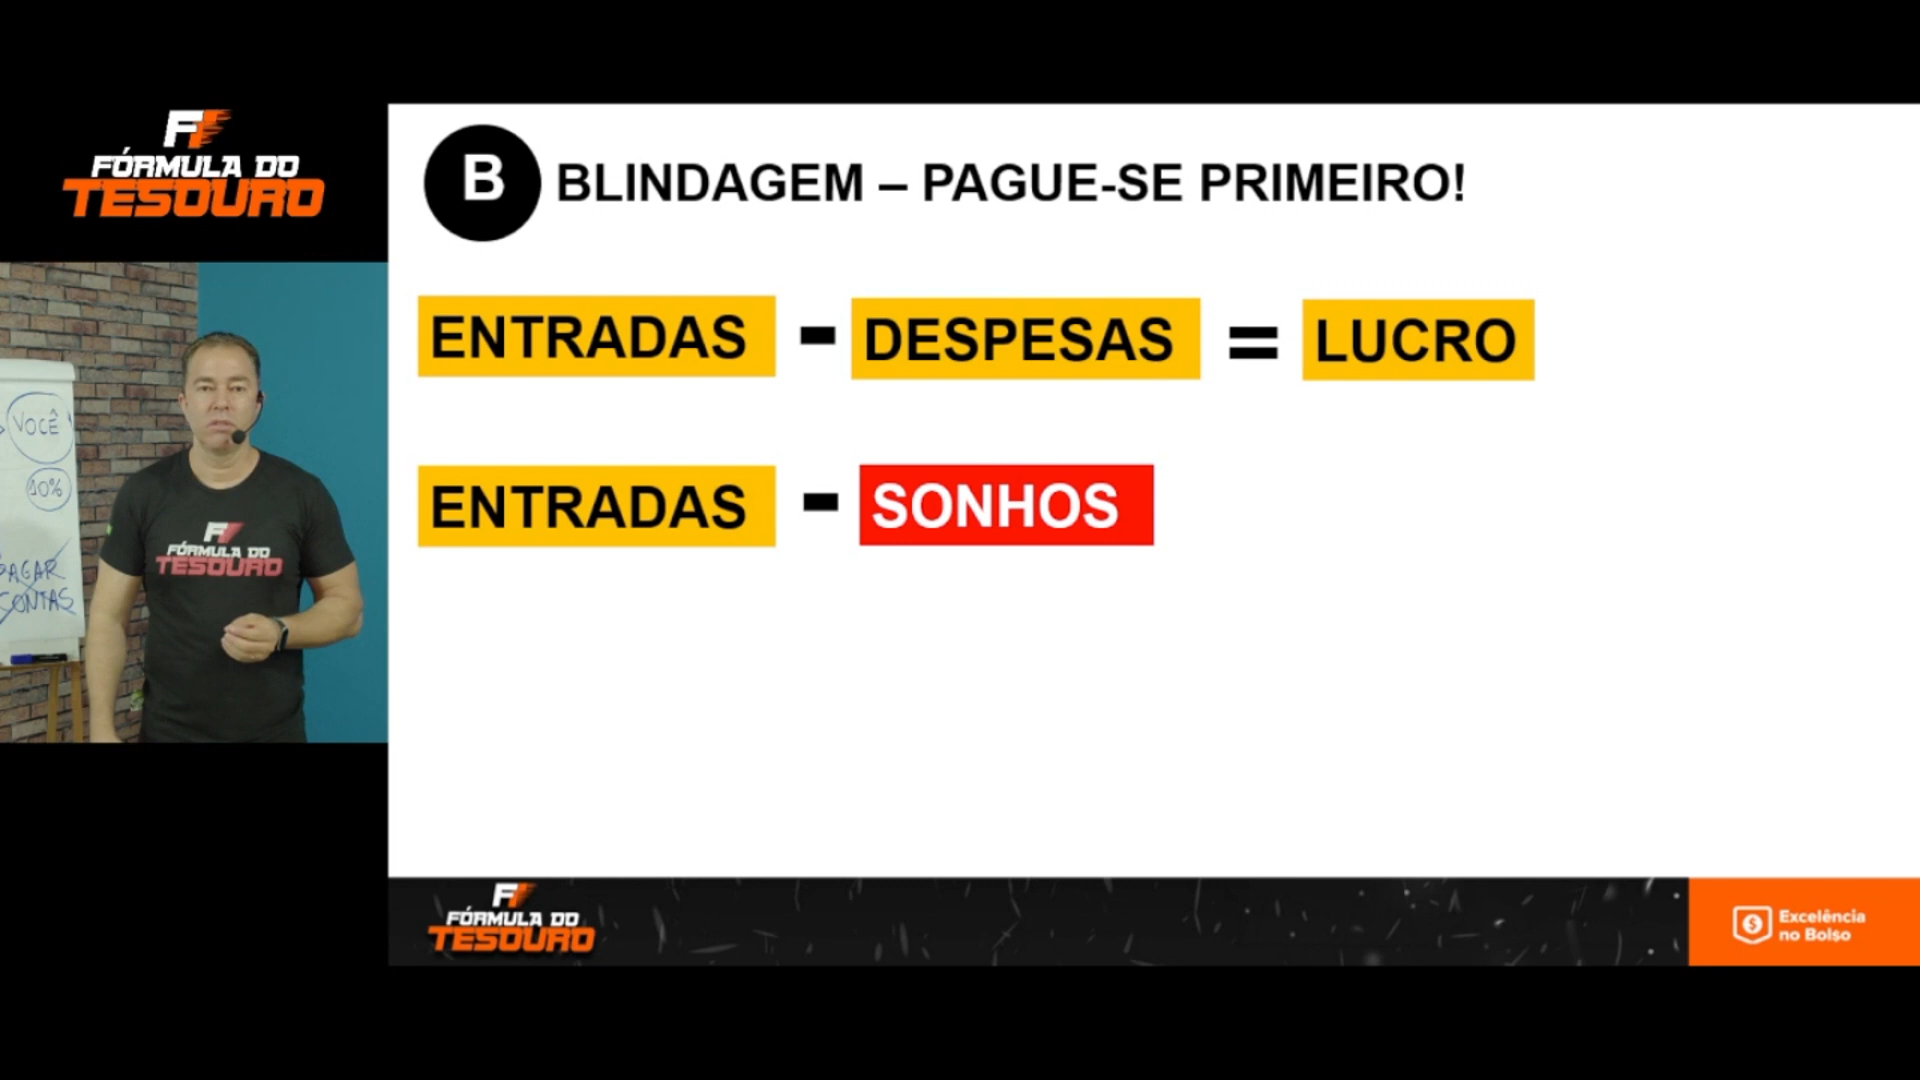 FÓRMULA DO
TESOURO
B
BLINDAGEM – PAGUE-SE PRIMEIRO!
ENTRADAS - DESPESAS = LUCRO
ENTRADAS - SONHOS
VOCÊ
10%
PAGAR
CONTAS
FÓRMULA DO
TESOURO
FÓRMULA DO
TESOURO
Excelência
no Bolso